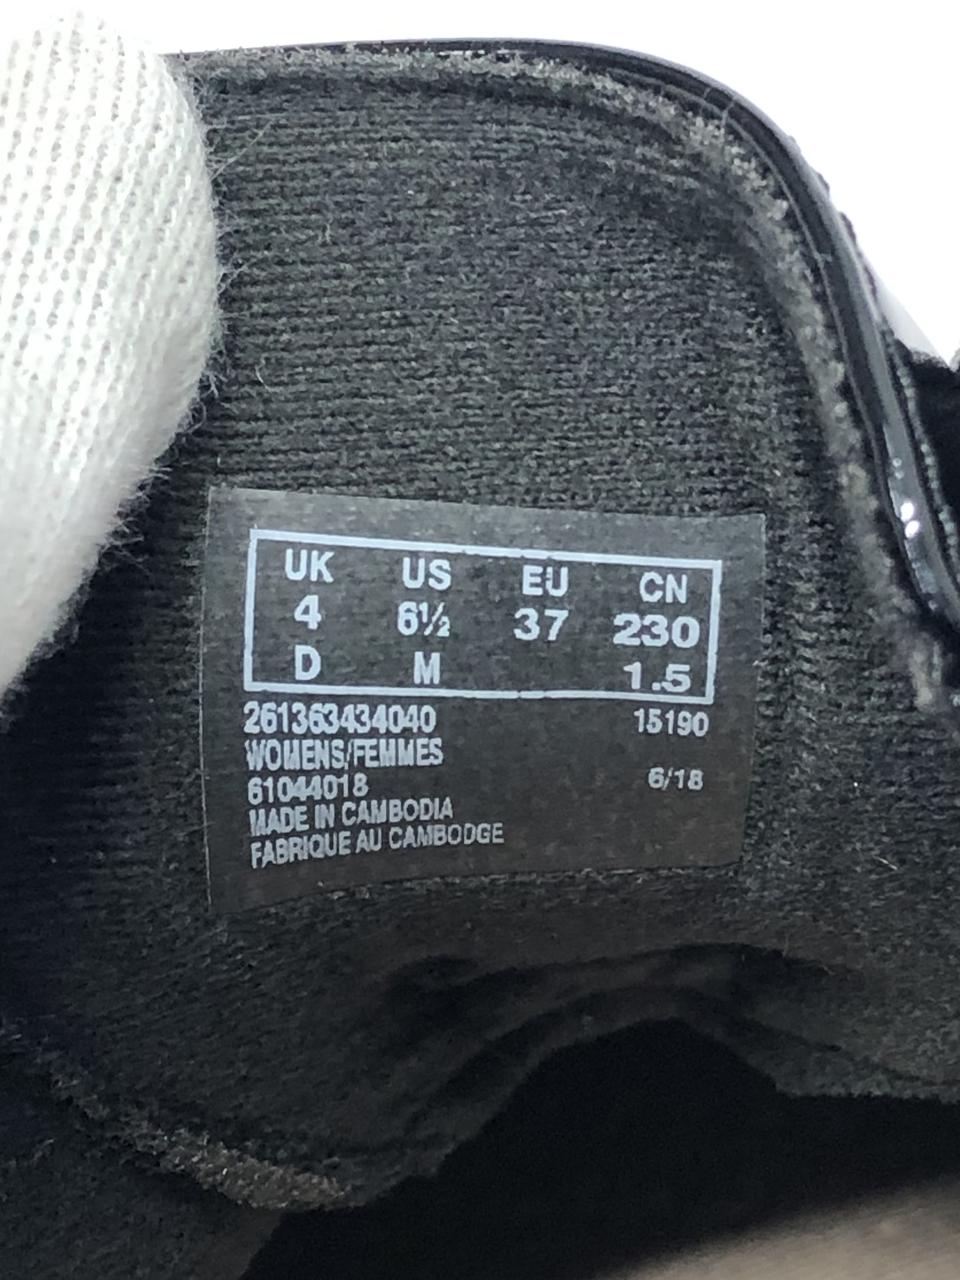 UK US EU CN
4 6½ 37 230
D M 1.5
261363434040 15190
WOMENS/FEMMES
61044018 6/18
MADE IN CAMBODIA
FABRIQUE AU CAMBODGE